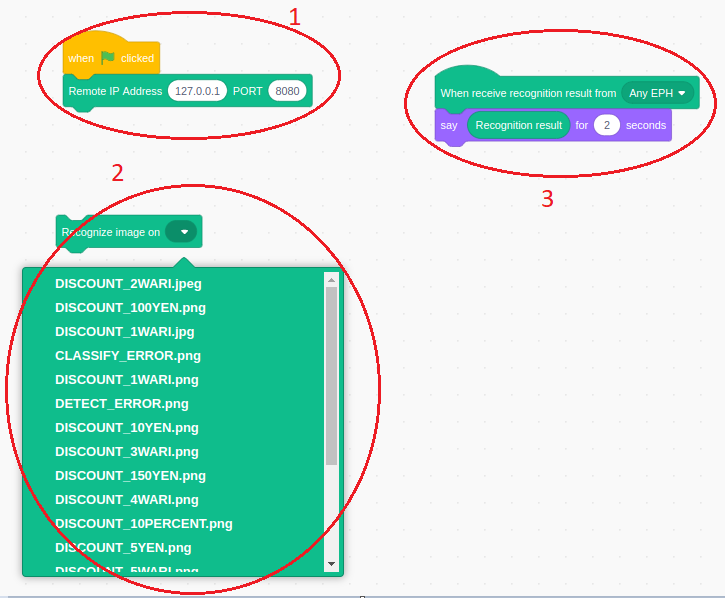 1
when clicked
Remote IP Address 127.0.0.1 PORT 8080
When receive recognition result from Any EPH
say Recognition result for 2 seconds
3
2
Recognize image on
DISCOUNT_2WARI.jpeg
DISCOUNT_100YEN.png
DISCOUNT_1WARI.jpg
CLASSIFY_ERROR.png
DISCOUNT_1WARI.png
DETECT_ERROR.png
DISCOUNT_10YEN.png
DISCOUNT_3WARI.png
DISCOUNT_150YEN.png
DISCOUNT_4WARI.png
DISCOUNT_10PERCENT.png
DISCOUNT_5YEN.png
DISCOUNT_5WARI.png